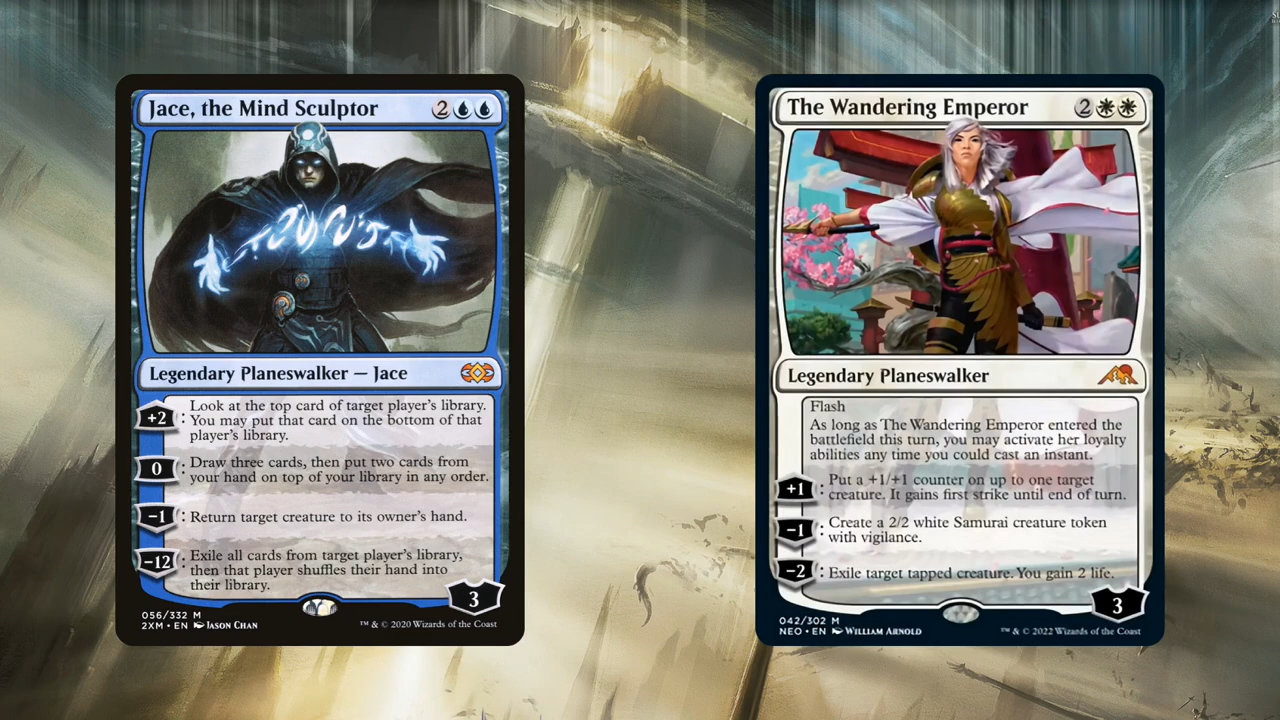 Jace, the Mind Sculptor 2
Legendary Planeswalker — Jace
+2 : Look at the top card of target player's library.
You may put that card on the bottom of that
player's library.
0 : Draw three cards, then put two cards from
your hand on top of your library in any order.
-1 : Return target creature to its owner's hand.
-12 : Exile all cards from target player's library,
then that player shuffles their hand into
their library.
3
056/332 M
2XM • EN Jason Chan
™ & © 2020 Wizards of the Coast
The Wandering Emperor 2
Legendary Planeswalker
Flash
As long as The Wandering Emperor entered the
battlefield this turn, you may activate her loyalty
abilities any time you could cast an instant.
+1 : Put a +1/+1 counter on up to one target
creature. It gains first strike until end of turn.
-1 : Create a 2/2 white Samurai creature token
with vigilance.
-2 : Exile target tapped creature. You gain 2 life.
3
042/302 M
NEO • EN William Arnold
™ & © 2022 Wizards of the Coast